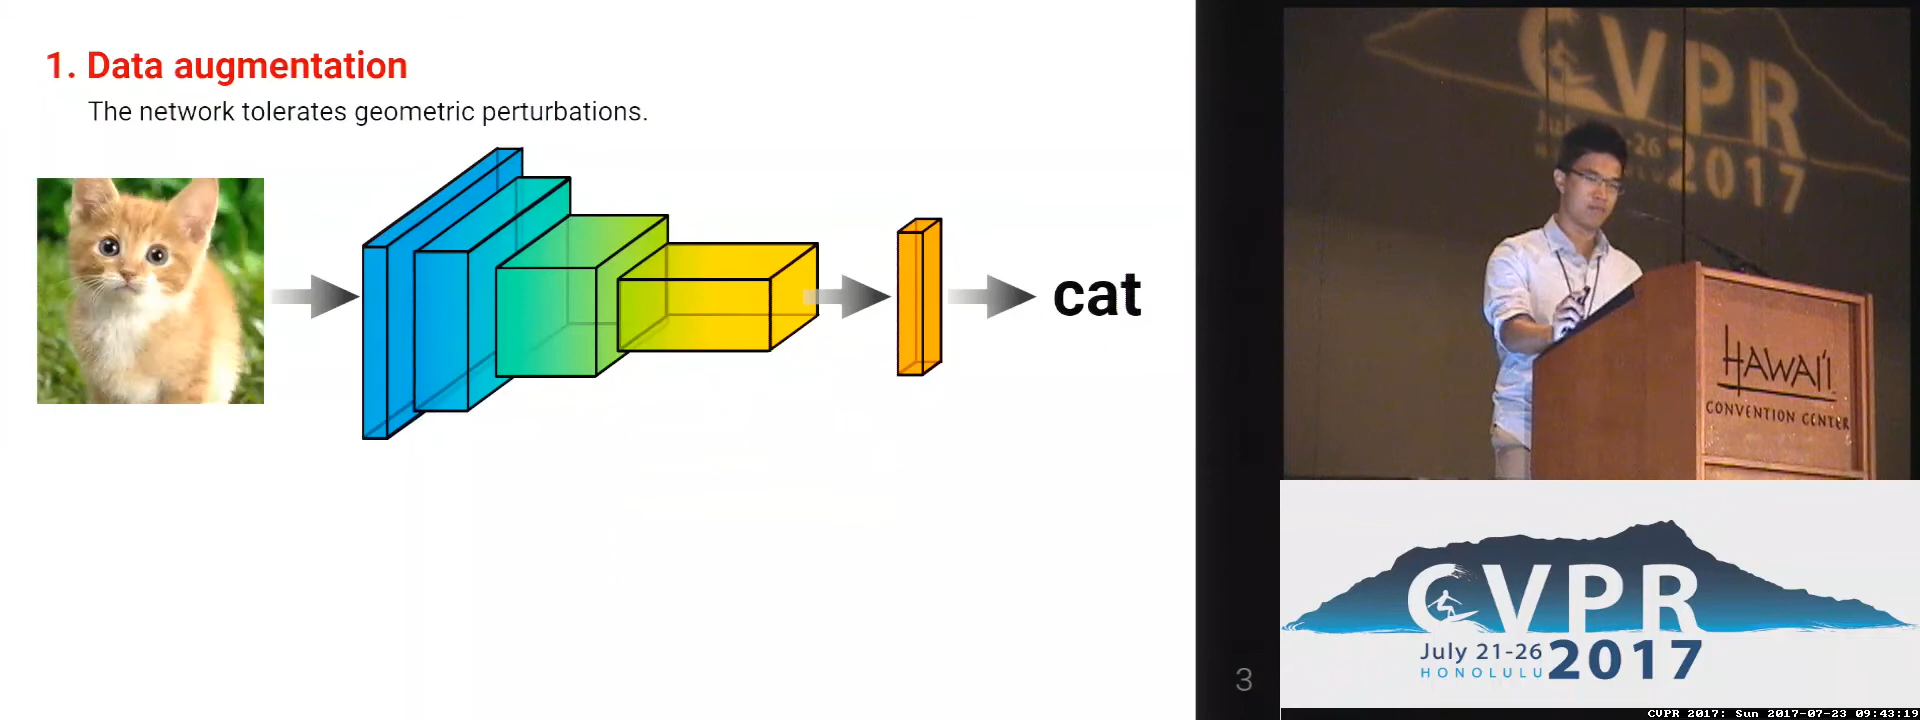 1. Data augmentation
The network tolerates geometric perturbations.
cat
3
CVPR
2017
HAWAI'I
CONVENTION CENTER
CVPR
July 21-26
2017
HONOLULU
CVPR 2017: Sun 2017-07-23 09:43:19